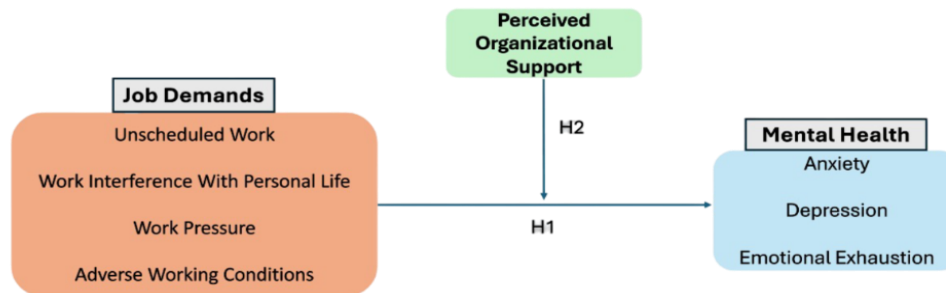 Perceived
Organizational
Support
Job Demands
Unscheduled Work
Work Interference With Personal Life
Work Pressure
Adverse Working Conditions
H2
H1
Mental Health
Anxiety
Depression
Emotional Exhaustion